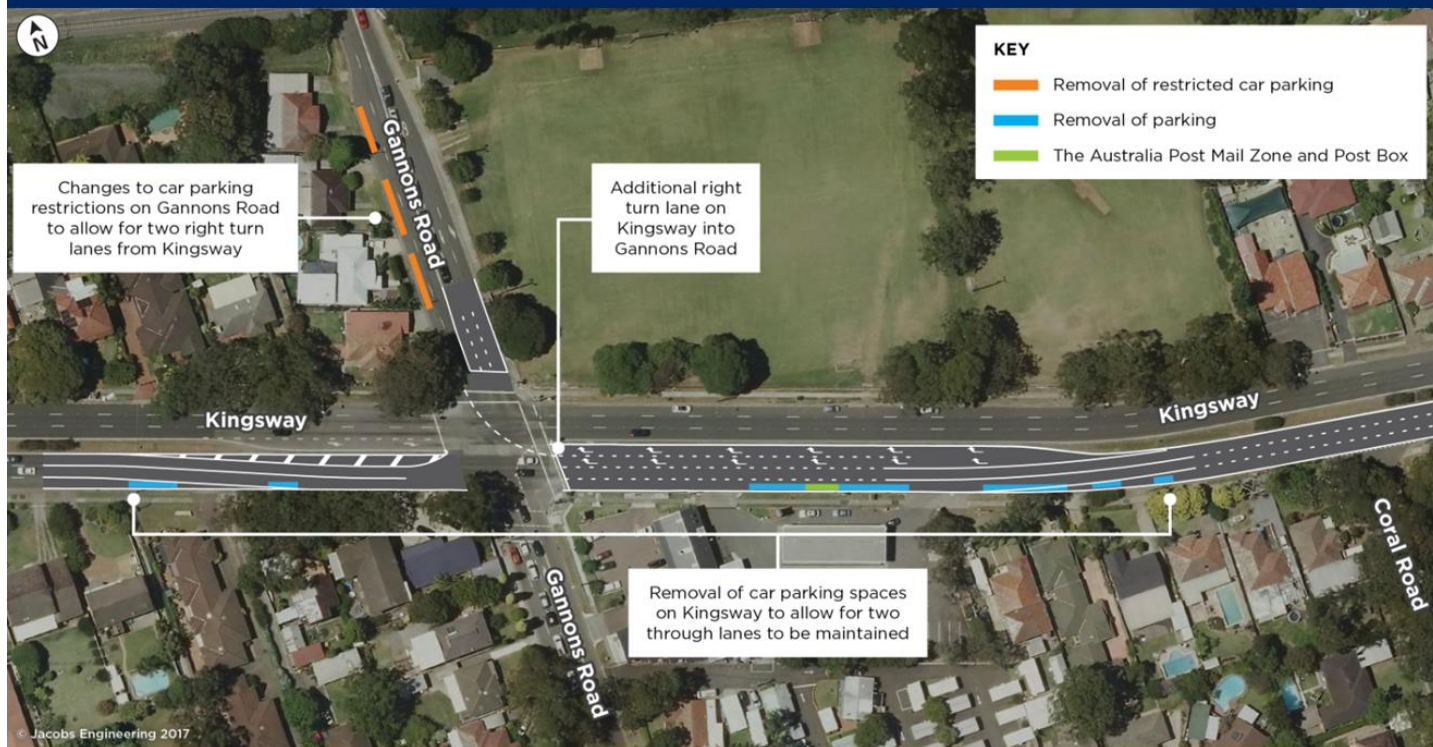 N
KEY
Removal of restricted car parking
Removal of parking
The Australia Post Mail Zone and Post Box
Gannons Road
Changes to car parking
restrictions on Gannons Road
to allow for two right turn
lanes from Kingsway
Additional right
turn lane on
Kingsway into
Gannons Road
Kingsway
Kingsway
Coral Road
Gannons Road
Removal of car parking spaces
on Kingsway to allow for two
through lanes to be maintained
© Jacobs Engineering 2017